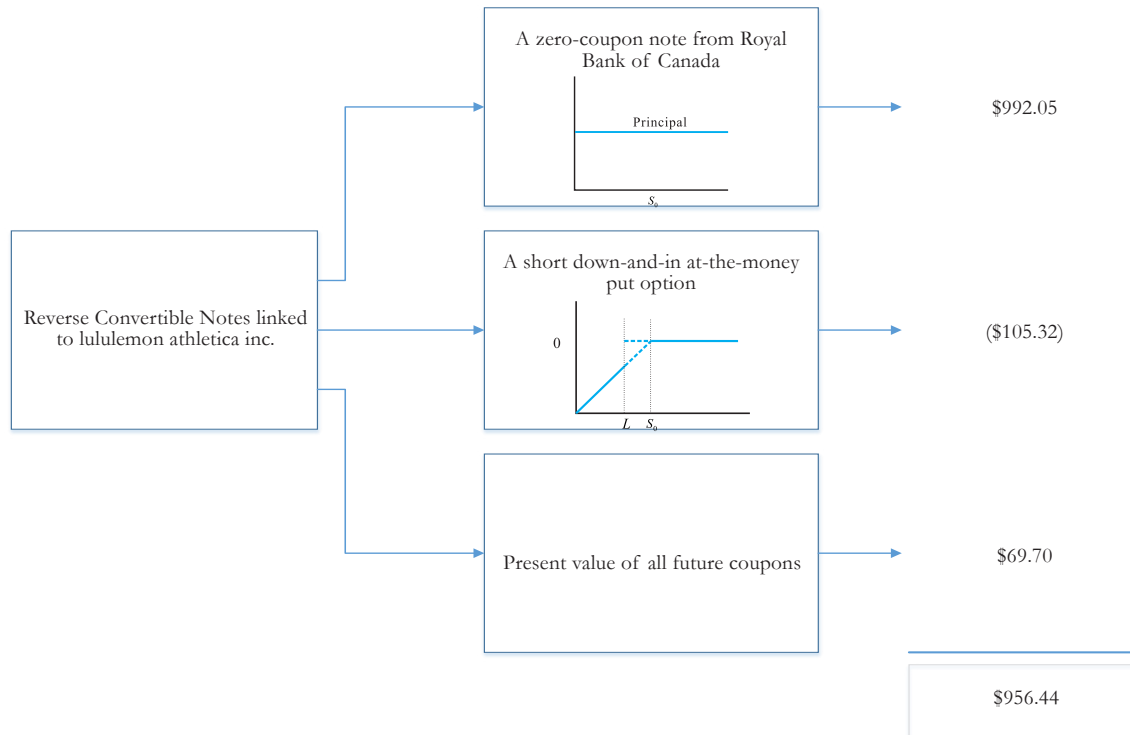 A zero-coupon note from Royal
Bank of Canada
Principal
S₀
$992.05
Reverse Convertible Notes linked
to lululemon athletica inc.
A short down-and-in at-the-money
put option
0
L S₀
($105.32)
Present value of all future coupons
$69.70
$956.44